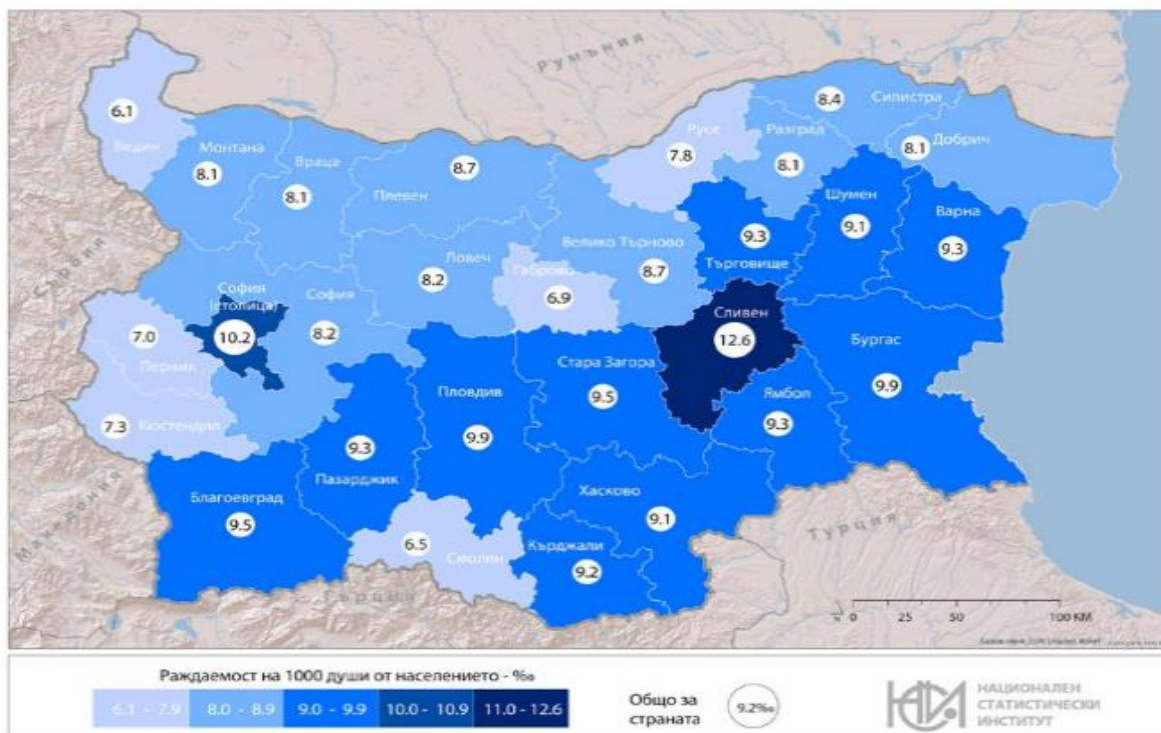 Румъния
6.1
Видин
Монтана
8.1
Враца
8.1
Плевен
8.7
Русе
7.8
Разград
8.1
8.4
Силистра
8.1
Добрич
Шумен
9.1
Варна
9.3
9.3
Търговище
Велико Търново
8.7
Габрово
6.9
Ловеч
8.2
София
(столица)
10.2
София
8.2
Сърбия
7.0
Перник
7.3
Кюстендил
Сливен
12.6
Бургас
9.9
Ямбол
9.3
Стара Загора
9.5
Пловдив
9.9
9.3
Пазарджик
Благоевград
9.5
Македония
6.5
Смолян
Хасково
9.1
Кърджали
9.2
Гърция
Турция
0 25 50 100 КМ
Раждаемост на 1000 души от населението - ‰
6.1 - 7.9 8.0 - 8.9 9.0 - 9.9 10.0 - 10.9 11.0 - 12.6
Общо за
страната
9.2‰
НСИ
НАЦИОНАЛЕН
СТАТИСТИЧЕСКИ
ИНСТИТУТ